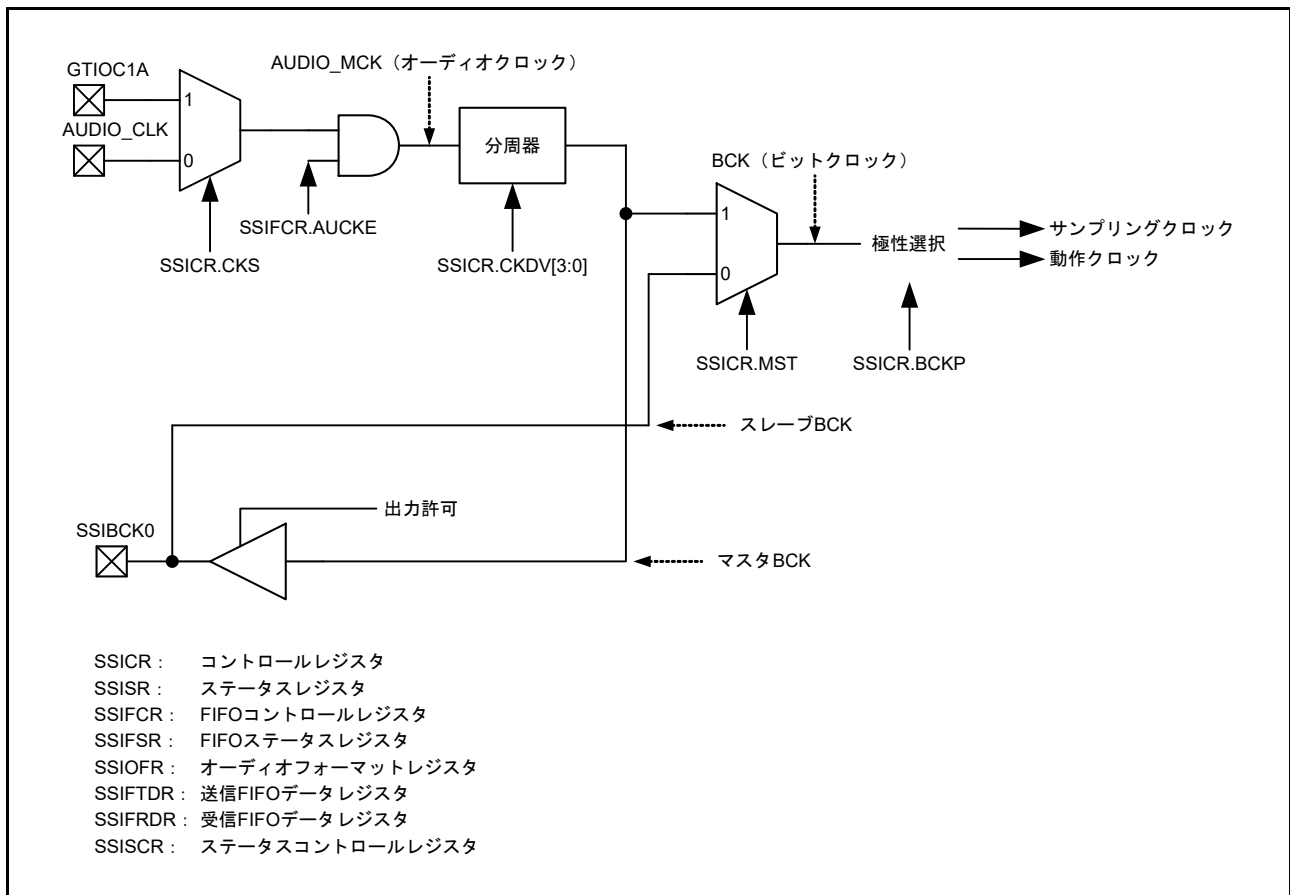 GTIOC1A
AUDIO_CLK
1
0
SSICR.CKS
SSIFCR.AUCKE
AUDIO_MCK（オーディオクロック）
分周器
SSICR.CKDV[3:0]
BCK（ビットクロック）
1
0
SSICR.MST
極性選択
SSICR.BCKP
サンプリングクロック
動作クロック
スレーブBCK
出力許可
SSIBCK0
マスタBCK
SSICR： コントロールレジスタ
SSISR： ステータスレジスタ
SSIFCR： FIFOコントロールレジスタ
SSIFSR： FIFOステータスレジスタ
SSIOFR： オーディオフォーマットレジスタ
SSIFTDR： 送信FIFOデータレジスタ
SSIFRDR： 受信FIFOデータレジスタ
SSISCR： ステータスコントロールレジスタ